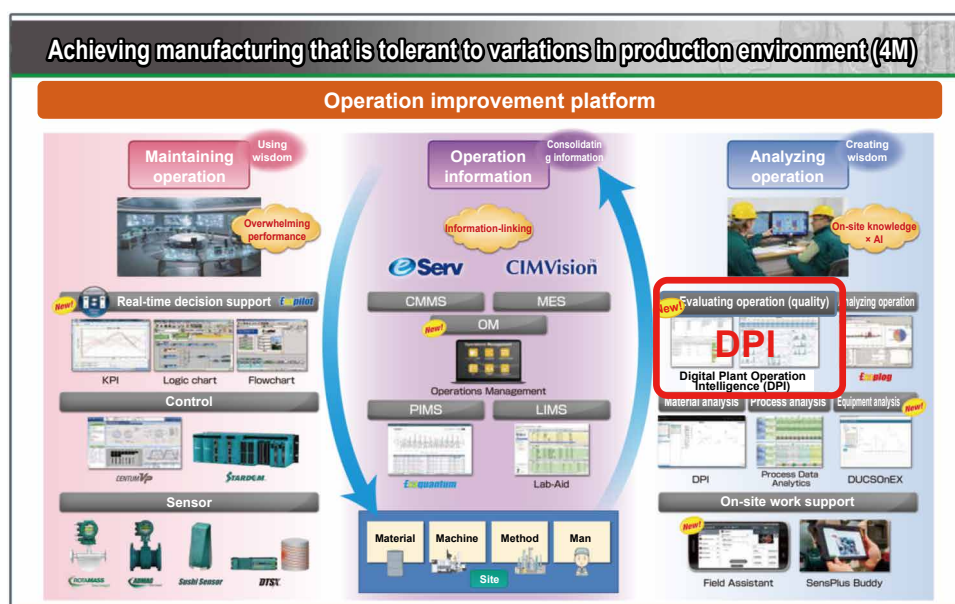 Achieving manufacturing that is tolerant to variations in production environment (4M)
Operation improvement platform
Maintaining
operation
Using
wisdom
Overwhelming
performance
New!
Real-time decision support
Exapilot
KPI
Logic chart
Flowchart
Control
CENTUM VP
STARDOM
Sensor
ROTAMASS
ADMAG
Sushi Sensor
DTSX
Operation
information
Consolidatin
g information
Information-linking
eServ
CIMVision™
CMMS
MES
New!
OM
Operations Management
Operations Management
PIMS
LIMS
Exaquantum
Lab-Aid
Material
Machine
Method
Man
Site
Analyzing
operation
Creating
wisdom
On-site knowledge
× AI
New!
Evaluating operation (quality)
Analyzing operation
DPI
Digital Plant Operation
Intelligence (DPI)
Exaplog
Material analysis
Process analysis
Equipment analysis
New!
DPI
Process Data
Analytics
DUCSOnEX
On-site work support
New!
Field Assistant
SensPlus Buddy